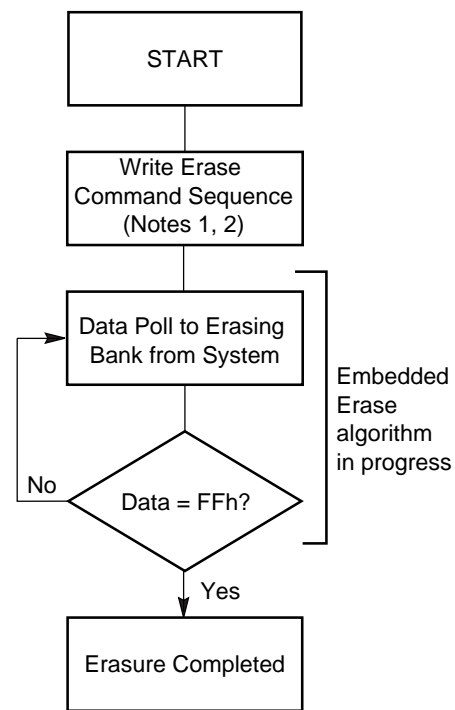 START
Write Erase
Command Sequence
(Notes 1, 2)
Data Poll to Erasing
Bank from System
Embedded
Erase
algorithm
in progress
No
Data = FFh?
Yes
Erasure Completed